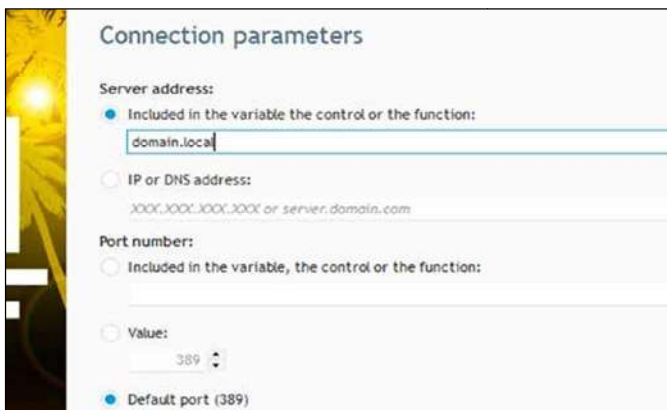 Connection parameters
Server address:
Included in the variable the control or the function:
domain.local
IP or DNS address:
XXX.XXX.XXX.XXX or server.domain.com
Port number:
Included in the variable, the control or the function:
Value:
389
Default port (389)